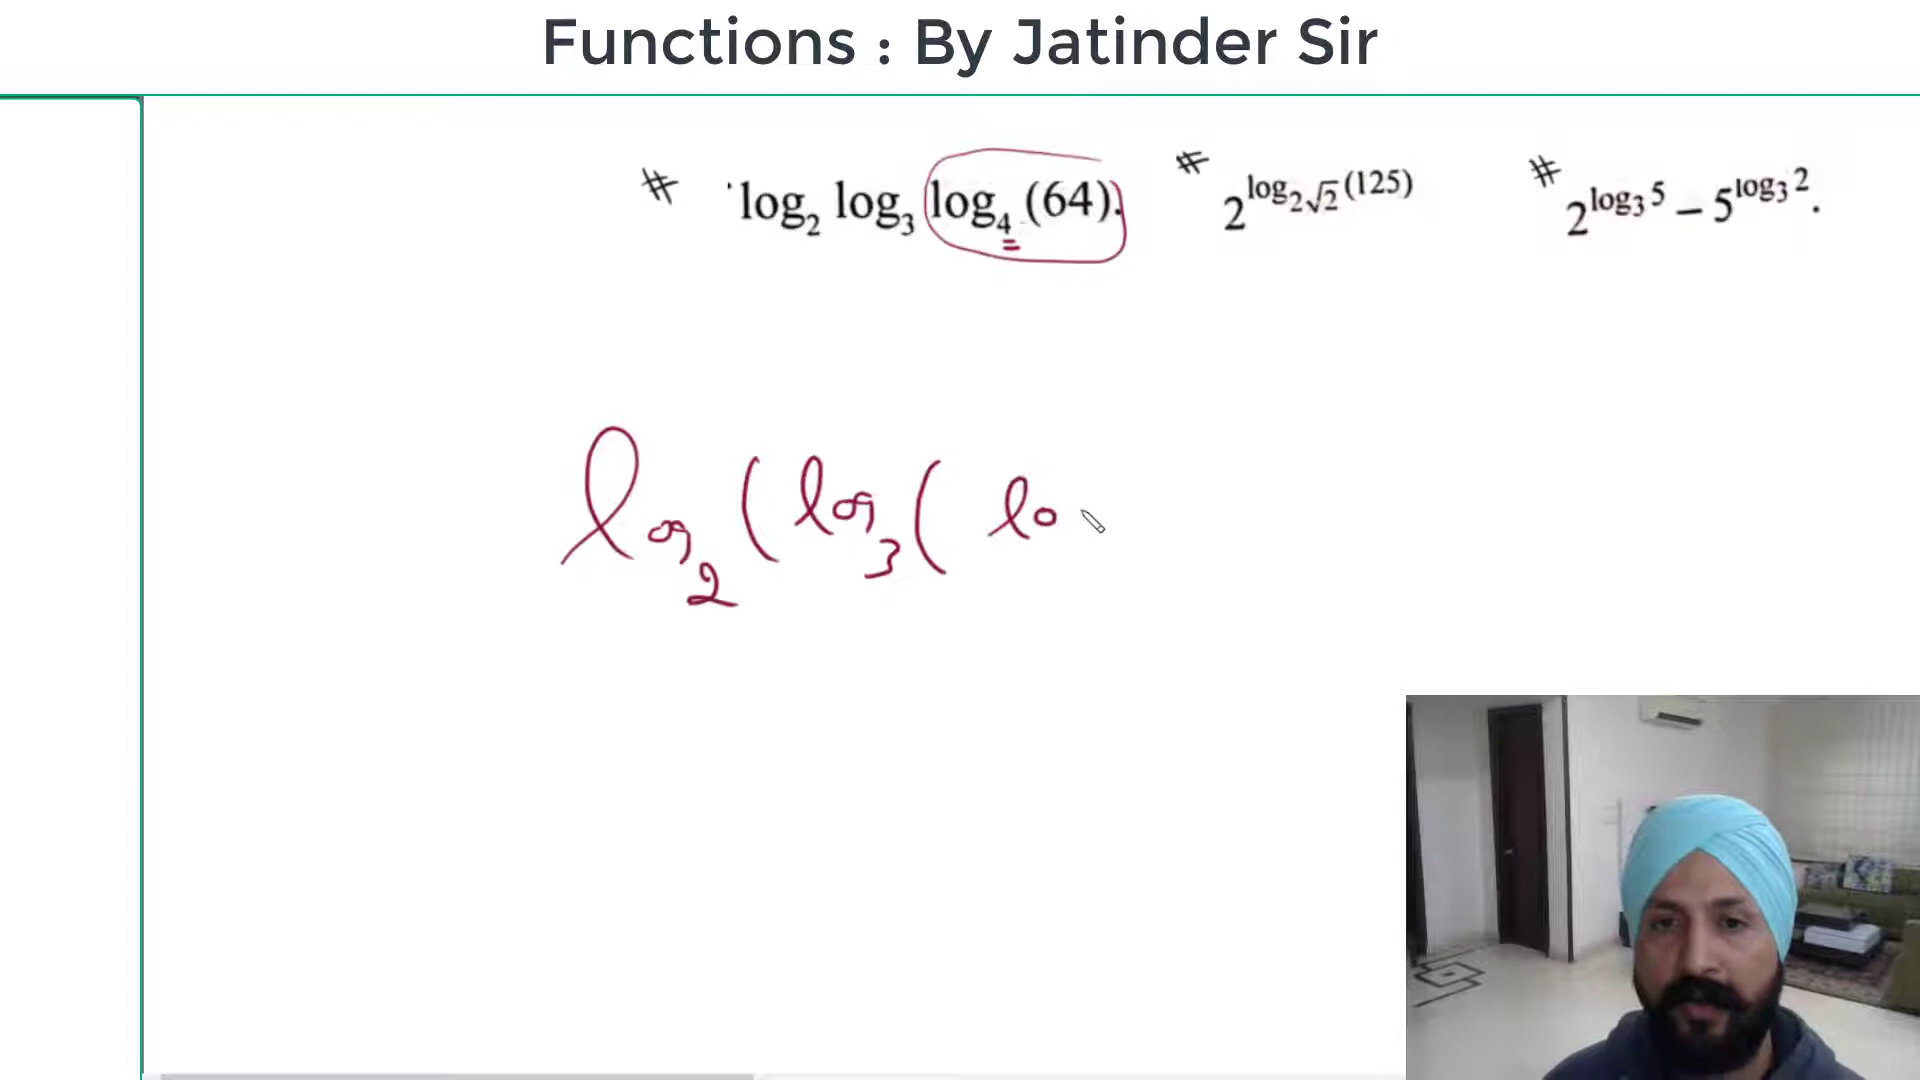 Functions : By Jatinder Sir
# log₂ log₃ log₄ (64). # 2^log_2√2 (125) # 2^log₃ 5 – 5^log₃ 2.
log₂ ( log₃ ( lo